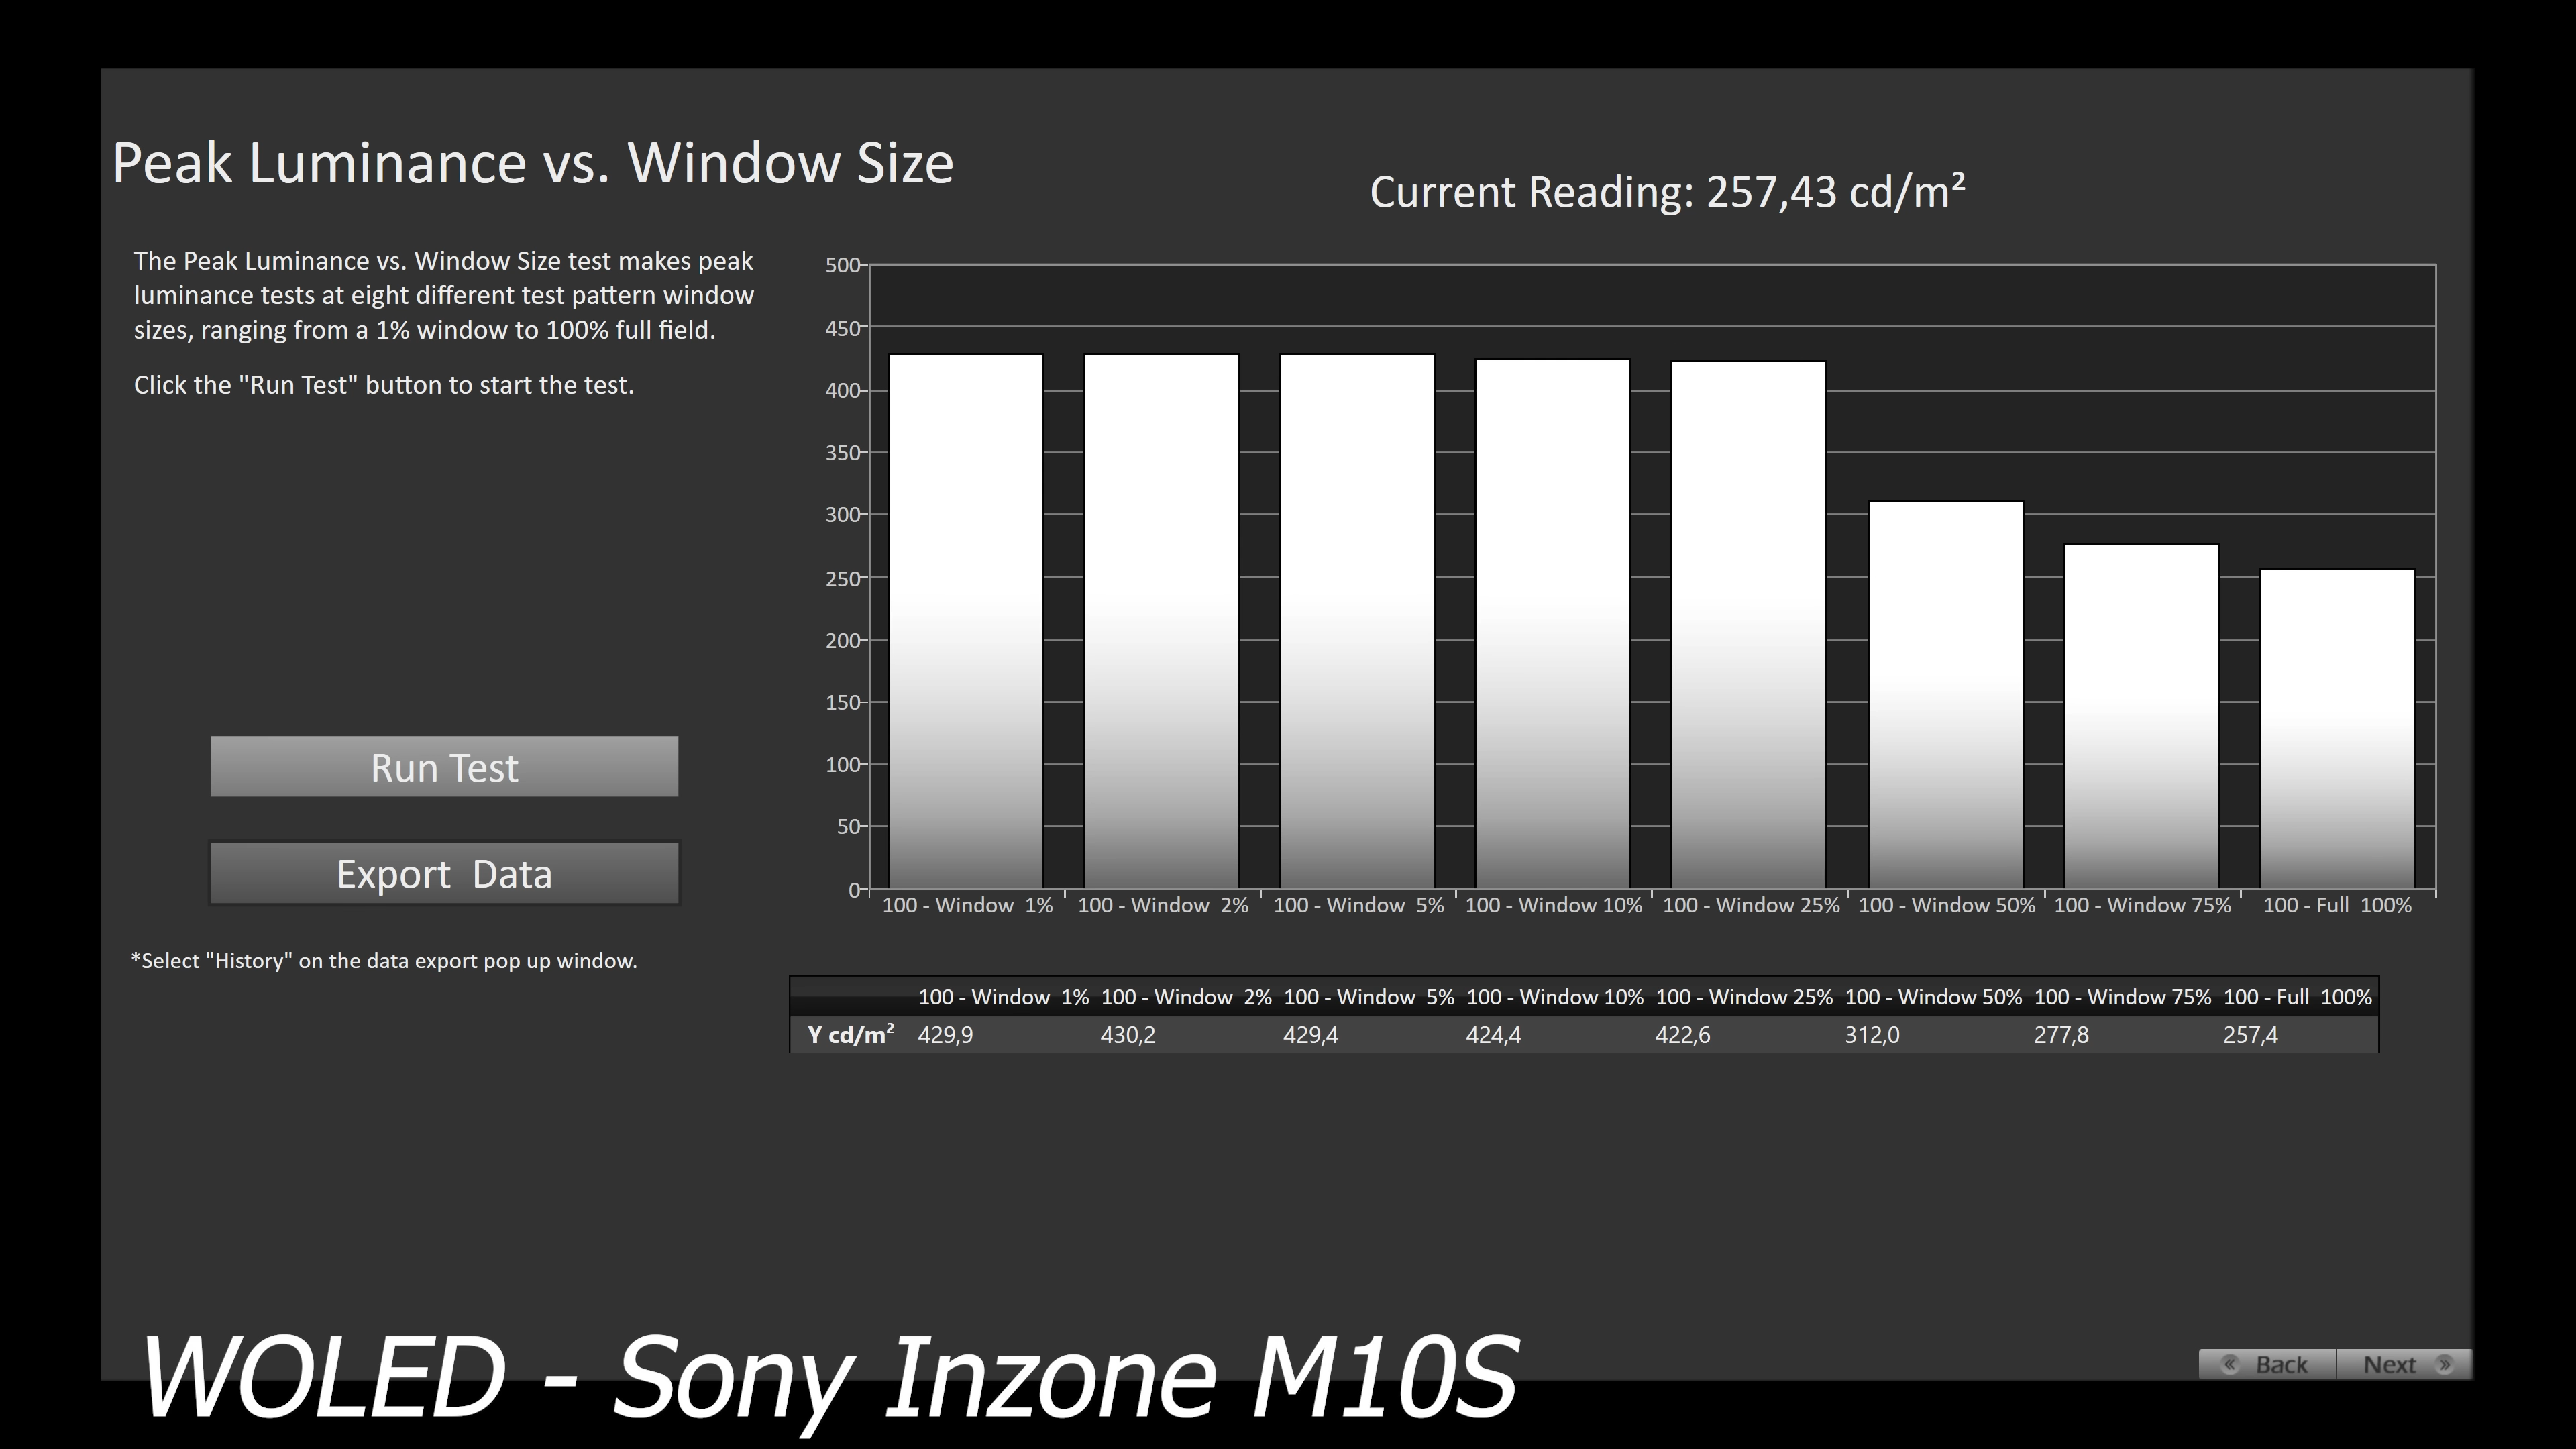 Peak Luminance vs. Window Size
Current Reading: 257,43 cd/m²
The Peak Luminance vs. Window Size test makes peak
luminance tests at eight different test pattern window
sizes, ranging from a 1% window to 100% full field.
Click the "Run Test" button to start the test.
Run Test
Export Data
*Select "History" on the data export pop up window.
500
450
400
350
300
250
200
150
100
50
0
100 - Window 1% 100 - Window 2% 100 - Window 5% 100 - Window 10% 100 - Window 25% 100 - Window 50% 100 - Window 75% 100 - Full 100%
100 - Window 1% 100 - Window 2% 100 - Window 5% 100 - Window 10% 100 - Window 25% 100 - Window 50% 100 - Window 75% 100 - Full 100%
Y cd/m² 429,9 430,2 429,4 424,4 422,6 312,0 277,8 257,4
WOLED - Sony Inzone M10S
« Back Next »